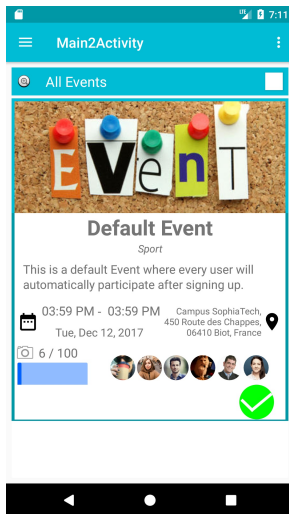 LTE 7:11
Main2Activity
All Events
EVenT
Default Event
Sport
This is a default Event where every user will
automatically participate after signing up.
03:59 PM - 03:59 PM
Tue, Dec 12, 2017
Campus SophiaTech,
450 Route des Chappes,
06410 Biot, France
6 / 100